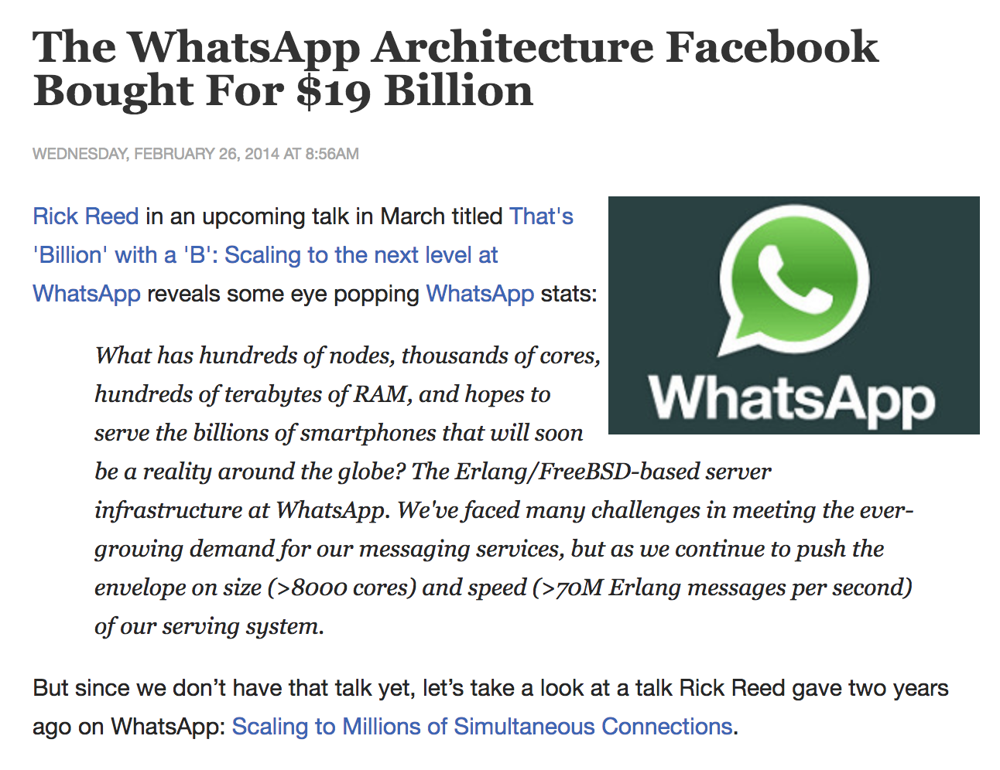 The WhatsApp Architecture Facebook
Bought For $19 Billion
WEDNESDAY, FEBRUARY 26, 2014 AT 8:56AM
Rick Reed in an upcoming talk in March titled That's
'Billion' with a 'B': Scaling to the next level at
WhatsApp reveals some eye popping WhatsApp stats:
WhatsApp
What has hundreds of nodes, thousands of cores,
hundreds of terabytes of RAM, and hopes to
serve the billions of smartphones that will soon
be a reality around the globe? The Erlang/FreeBSD-based server
infrastructure at WhatsApp. We've faced many challenges in meeting the ever-
growing demand for our messaging services, but as we continue to push the
envelope on size (>8000 cores) and speed (>70M Erlang messages per second)
of our serving system.
But since we don’t have that talk yet, let’s take a look at a talk Rick Reed gave two years
ago on WhatsApp: Scaling to Millions of Simultaneous Connections.